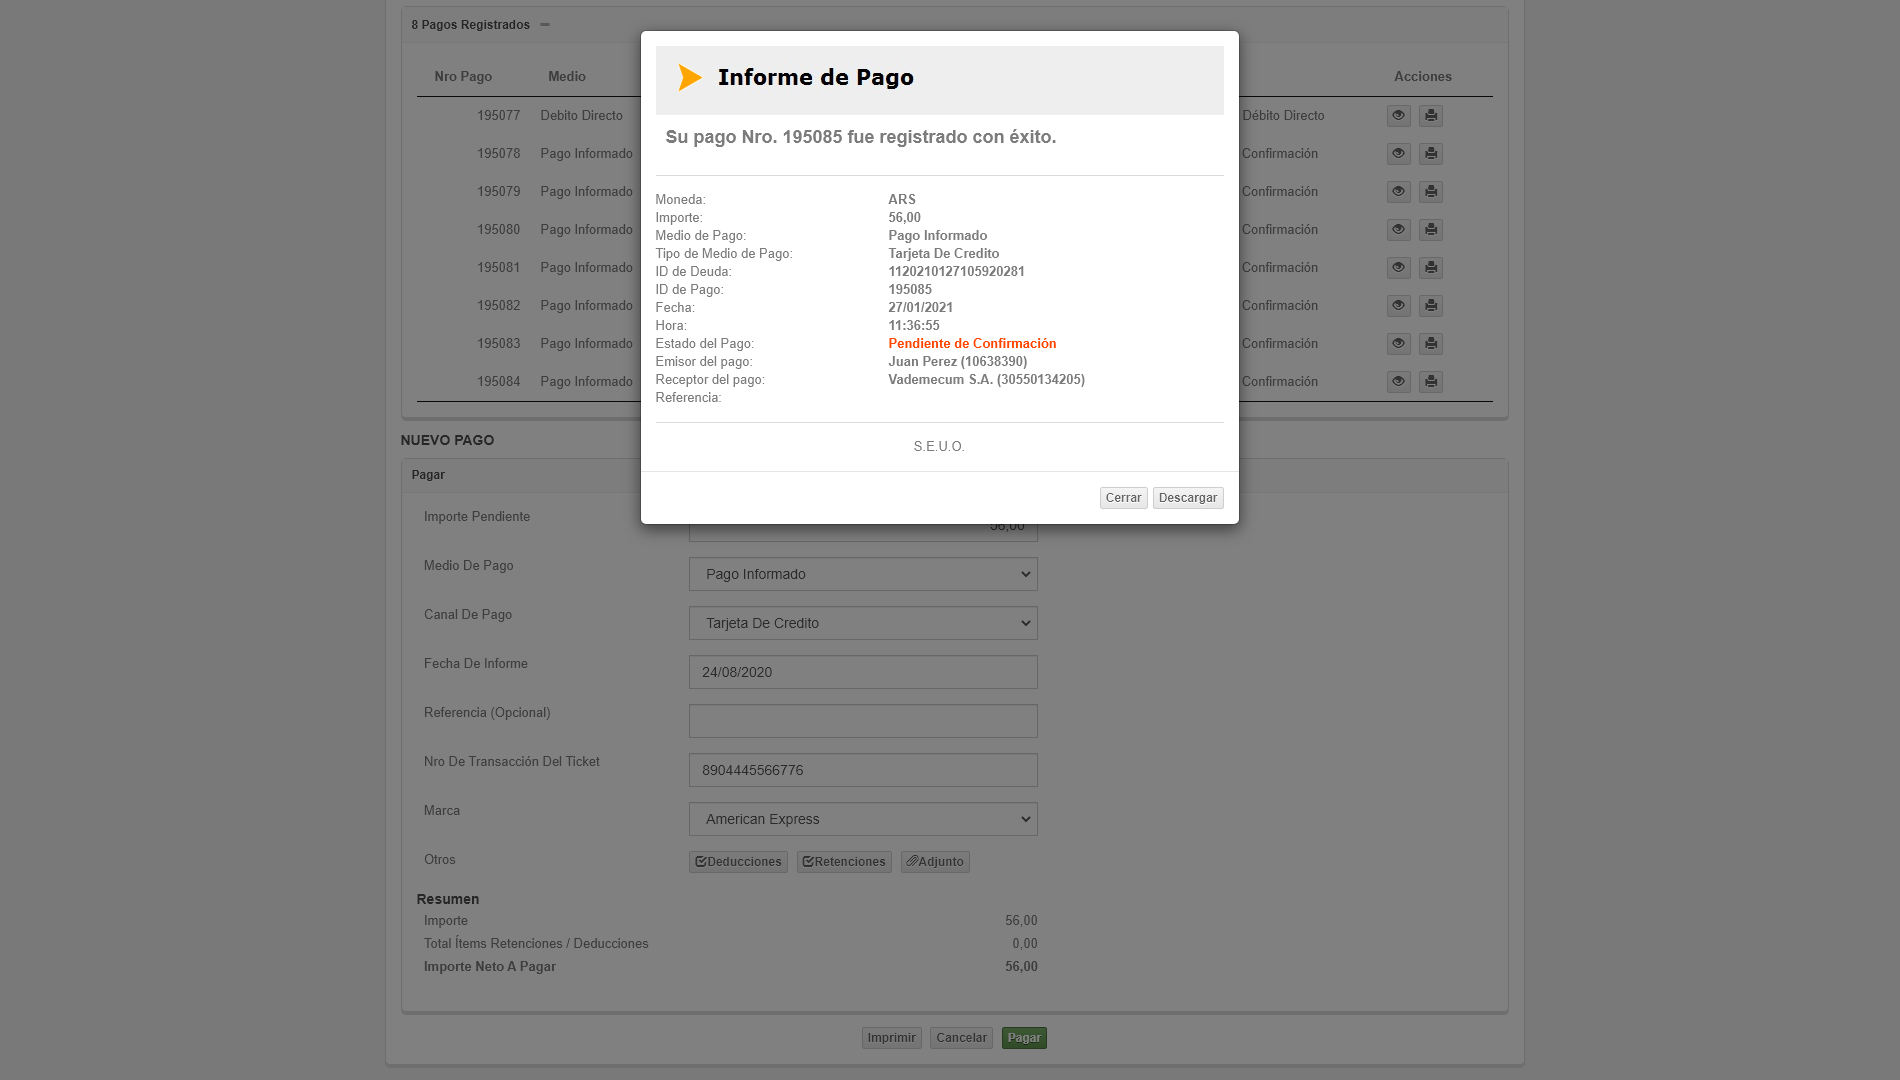 8 Pagos Registrados
Nro Pago Medio Acciones
195077 Debito Directo Débito Directo
195078 Pago Informado Confirmación
195079 Pago Informado Confirmación
195080 Pago Informado Confirmación
195081 Pago Informado Confirmación
195082 Pago Informado Confirmación
195083 Pago Informado Confirmación
195084 Pago Informado Confirmación
Informe de Pago
Su pago Nro. 195085 fue registrado con éxito.
Moneda: ARS
Importe: 56,00
Medio de Pago: Pago Informado
Tipo de Medio de Pago: Tarjeta De Credito
ID de Deuda: 1120210127105920281
ID de Pago: 195085
Fecha: 27/01/2021
Hora: 11:36:55
Estado del Pago: Pendiente de Confirmación
Emisor del pago: Juan Perez (10638390)
Receptor del pago: Vademecum S.A. (30550134205)
Referencia:
S.E.U.O.
Cerrar Descargar
NUEVO PAGO
Pagar
Importe Pendiente 56,00
Medio De Pago Pago Informado
Canal De Pago Tarjeta De Credito
Fecha De Informe 24/08/2020
Referencia (Opcional)
Nro De Transacción Del Ticket 8904445566776
Marca American Express
Otros Deducciones Retenciones Adjunto
Resumen
Importe 56,00
Total Ítems Retenciones / Deducciones 0,00
Importe Neto A Pagar 56,00
Imprimir Cancelar Pagar